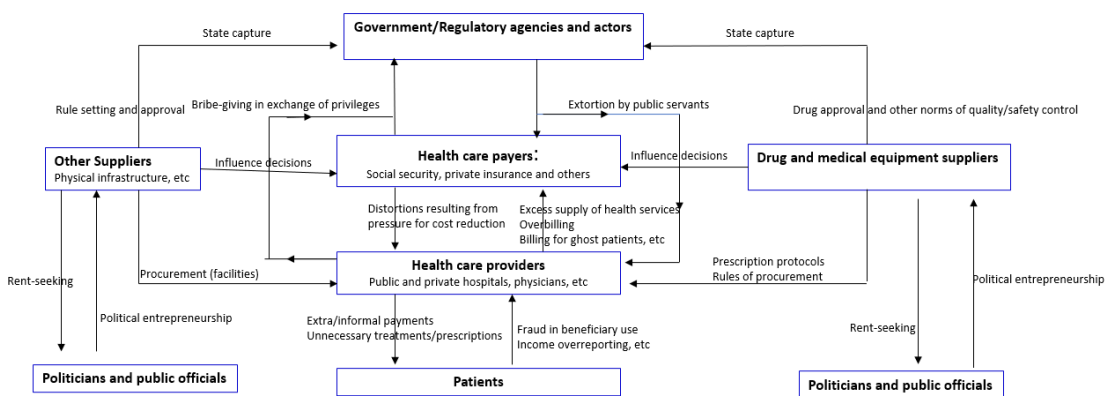 Government/Regulatory agencies and actors
State capture
State capture
Rule setting and approval
Bribe-giving in exchange of privileges
Extortion by public servants
Drug approval and other norms of quality/safety control
Other Suppliers
Physical infrastructure, etc
Influence decisions
Health care payers:
Social security, private insurance and others
Influence decisions
Drug and medical equipment suppliers
Distortions resulting from
pressure for cost reduction
Excess supply of health services
Overbilling
Billing for ghost patients, etc
Rent-seeking
Procurement (facilities)
Health care providers
Public and private hospitals, physicians, etc
Prescription protocols
Rules of procurement
Political entrepreneurship
Political entrepreneurship
Extra/informal payments
Unnecessary treatments/prescriptions
Fraud in beneficiary use
Income overreporting, etc
Rent-seeking
Politicians and public officials
Patients
Politicians and public officials